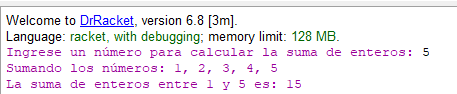 Welcome to DrRacket, version 6.8 [3m].
Language: racket, with debugging; memory limit: 128 MB.
Ingrese un número para calcular la suma de enteros: 5
Sumando los números: 1, 2, 3, 4, 5
La suma de enteros entre 1 y 5 es: 15